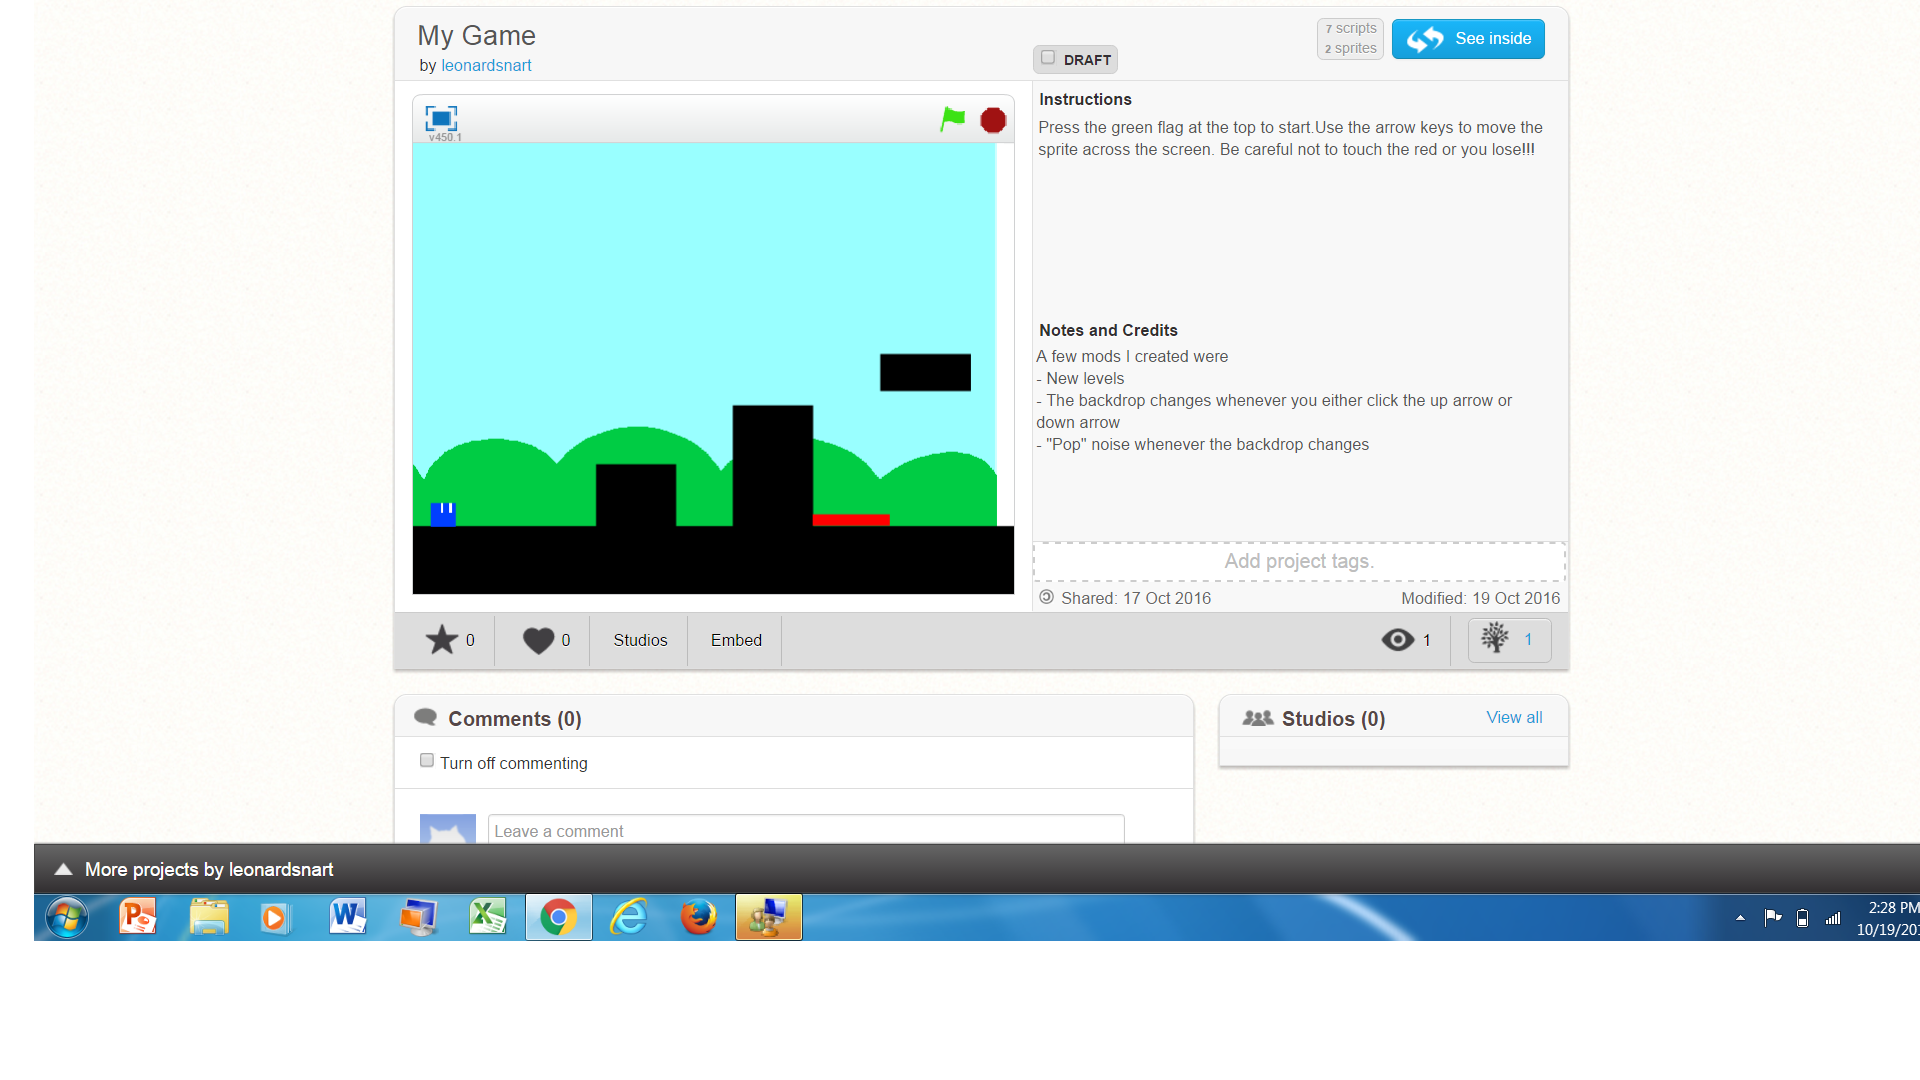 My Game
by leonardsnart
DRAFT
7 scripts
2 sprites
See inside
v450.1
Instructions
Press the green flag at the top to start.Use the arrow keys to move the
sprite across the screen. Be careful not to touch the red or you lose!!!
Notes and Credits
A few mods I created were
- New levels
- The backdrop changes whenever you either click the up arrow or
down arrow
- "Pop" noise whenever the backdrop changes
Add project tags.
Shared: 17 Oct 2016
Modified: 19 Oct 2016
0
0
Studios
Embed
1
1
Comments (0)
Turn off commenting
Leave a comment
Studios (0)
View all
More projects by leonardsnart
P
W
X
2:28 PM
10/19/201